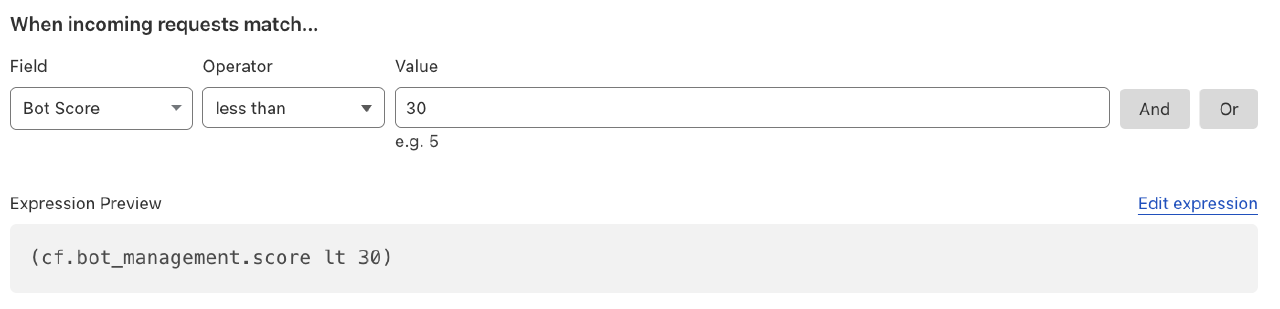 When incoming requests match...
Field Operator Value
Bot Score less than 30 And Or
e.g. 5
Expression Preview Edit expression
(cf.bot_management.score lt 30)